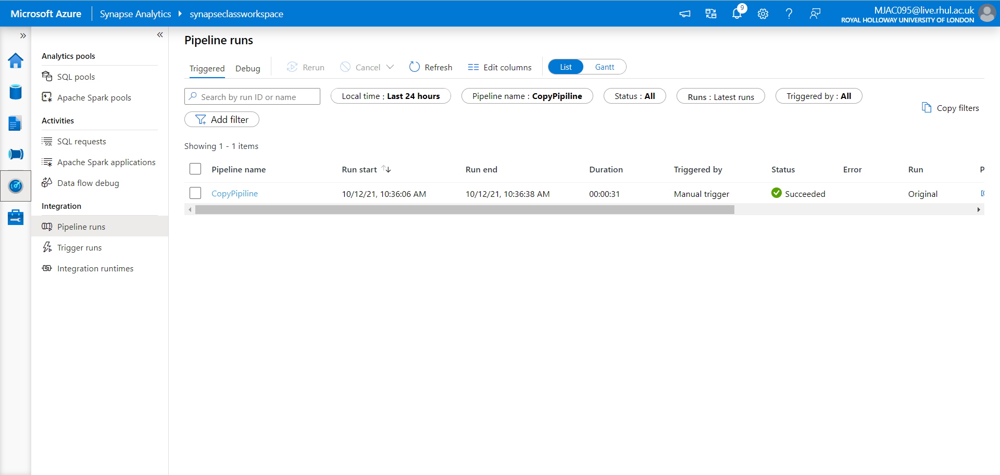 Microsoft Azure
Synapse Analytics
synapseclassworkspace
9
MJAC095@live.rhul.ac.uk
ROYAL HOLLOWAY UNIVERSITY OF LONDON
Analytics pools
SQL pools
Apache Spark pools
Activities
SQL requests
Apache Spark applications
Data flow debug
Integration
Pipeline runs
Trigger runs
Integration runtimes
Pipeline runs
Triggered Debug Rerun Cancel Refresh Edit columns List Gantt
Search by run ID or name Local time : Last 24 hours Pipeline name : CopyPipiline Status : All Runs : Latest runs Triggered by : All
Copy filters
Add filter
Showing 1 - 1 items
Pipeline name Run start Run end Duration Triggered by Status Error Run P
CopyPipiline 10/12/21, 10:36:06 AM 10/12/21, 10:36:38 AM 00:00:31 Manual trigger Succeeded Original